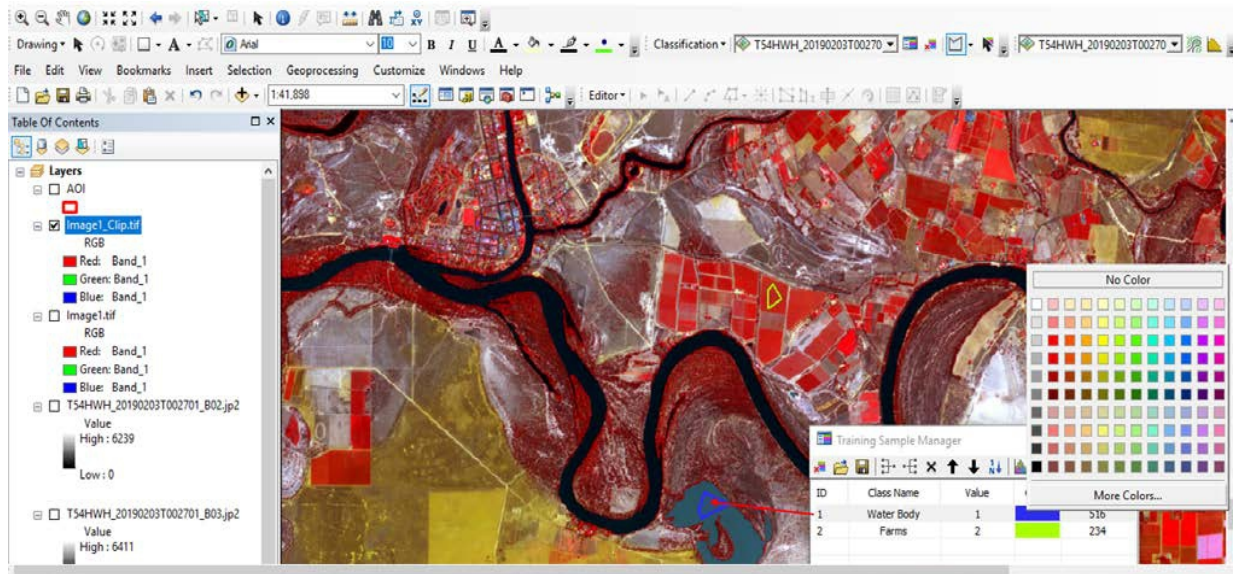 Drawing Arial 10 B I U A Classification T54HWH_20190203T00270 T54HWH_20190203T00270
File Edit View Bookmarks Insert Selection Geoprocessing Customize Windows Help
1:41,898 Editor
Table Of Contents
Layers
AOI
Image1_Clip.tif
RGB
Red: Band_1
Green: Band_1
Blue: Band_1
Image1.tif
RGB
Red: Band_1
Green: Band_1
Blue: Band_1
T54HWH_20190203T002701_B02.jp2
Value
High : 6239
Low : 0
T54HWH_20190203T002701_B03.jp2
Value
High : 6411
No Color
More Colors...
Training Sample Manager
ID Class Name Value
1 Water Body 1 516
2 Farms 2 234